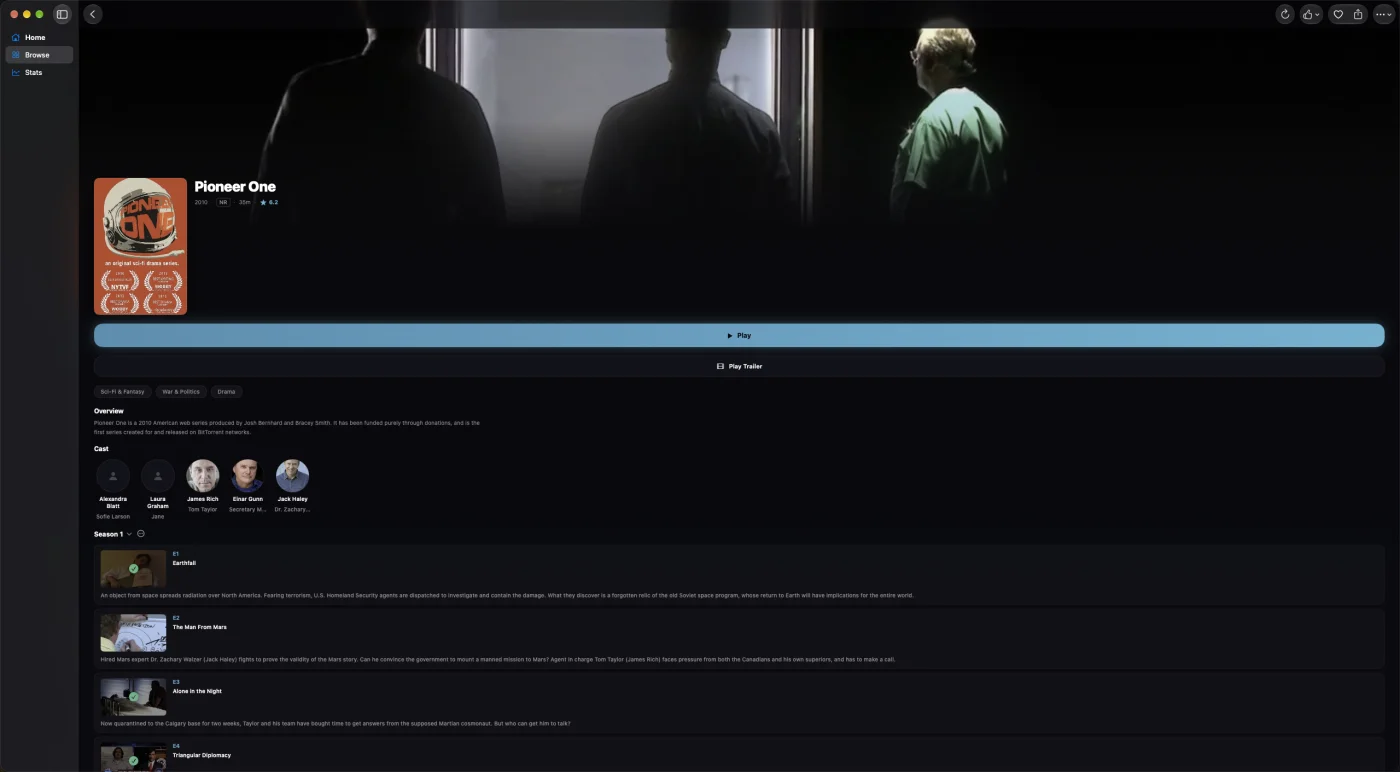 Home
Browse
Stats
Pioneer One
2010 NR 35m ★ 6.2
PIONEER
ONE
an original sci-fi drama series.
NYTVF
Play
Play Trailer
Sci-Fi & Fantasy War & Politics Drama
Overview
Pioneer One is a 2010 American web series produced by Josh Bernhard and Bracey Smith. It has been funded purely through donations, and is the
first series created for and released on BitTorrent networks.
Cast
Alexandra Blatt
Sofie Larson
Laura Graham
Jane
James Rich
Tom Taylor
Einar Gunn
Secretary M...
Jack Haley
Dr. Zachary...
Season 1
E1
Earthfall
An object from space spreads radiation over North America. Fearing terrorism, U.S. Homeland Security agents are dispatched to investigate and contain the damage. What they discover is a forgotten relic of the old Soviet space program, whose return to Earth will have implications for the entire world.
E2
The Man From Mars
Hired Mars expert Dr. Zachary Walzer (Jack Haley) fights to prove the validity of the Mars story. Can he convince the government to mount a manned mission to Mars? Agent in charge Tom Taylor (James Rich) faces pressure from both the Canadians and his own superiors, and has to make a call.
E3
Alone in the Night
Now quarantined to the Calgary base for two weeks, Taylor and his team have bought time to get answers from the supposed Martian cosmonaut. But who can get him to talk?
E4
Triangular Diplomacy